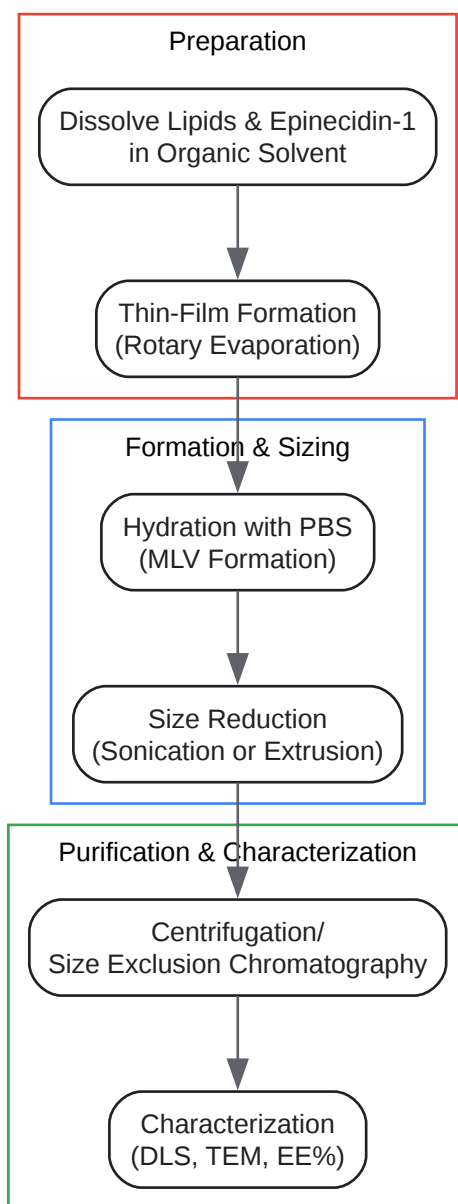 Preparation
Dissolve Lipids & Epinecidin-1
in Organic Solvent
Thin-Film Formation
(Rotary Evaporation)
Formation & Sizing
Hydration with PBS
(MLV Formation)
Size Reduction
(Sonication or Extrusion)
Purification & Characterization
Centrifugation/
Size Exclusion Chromatography
Characterization
(DLS, TEM, EE%)